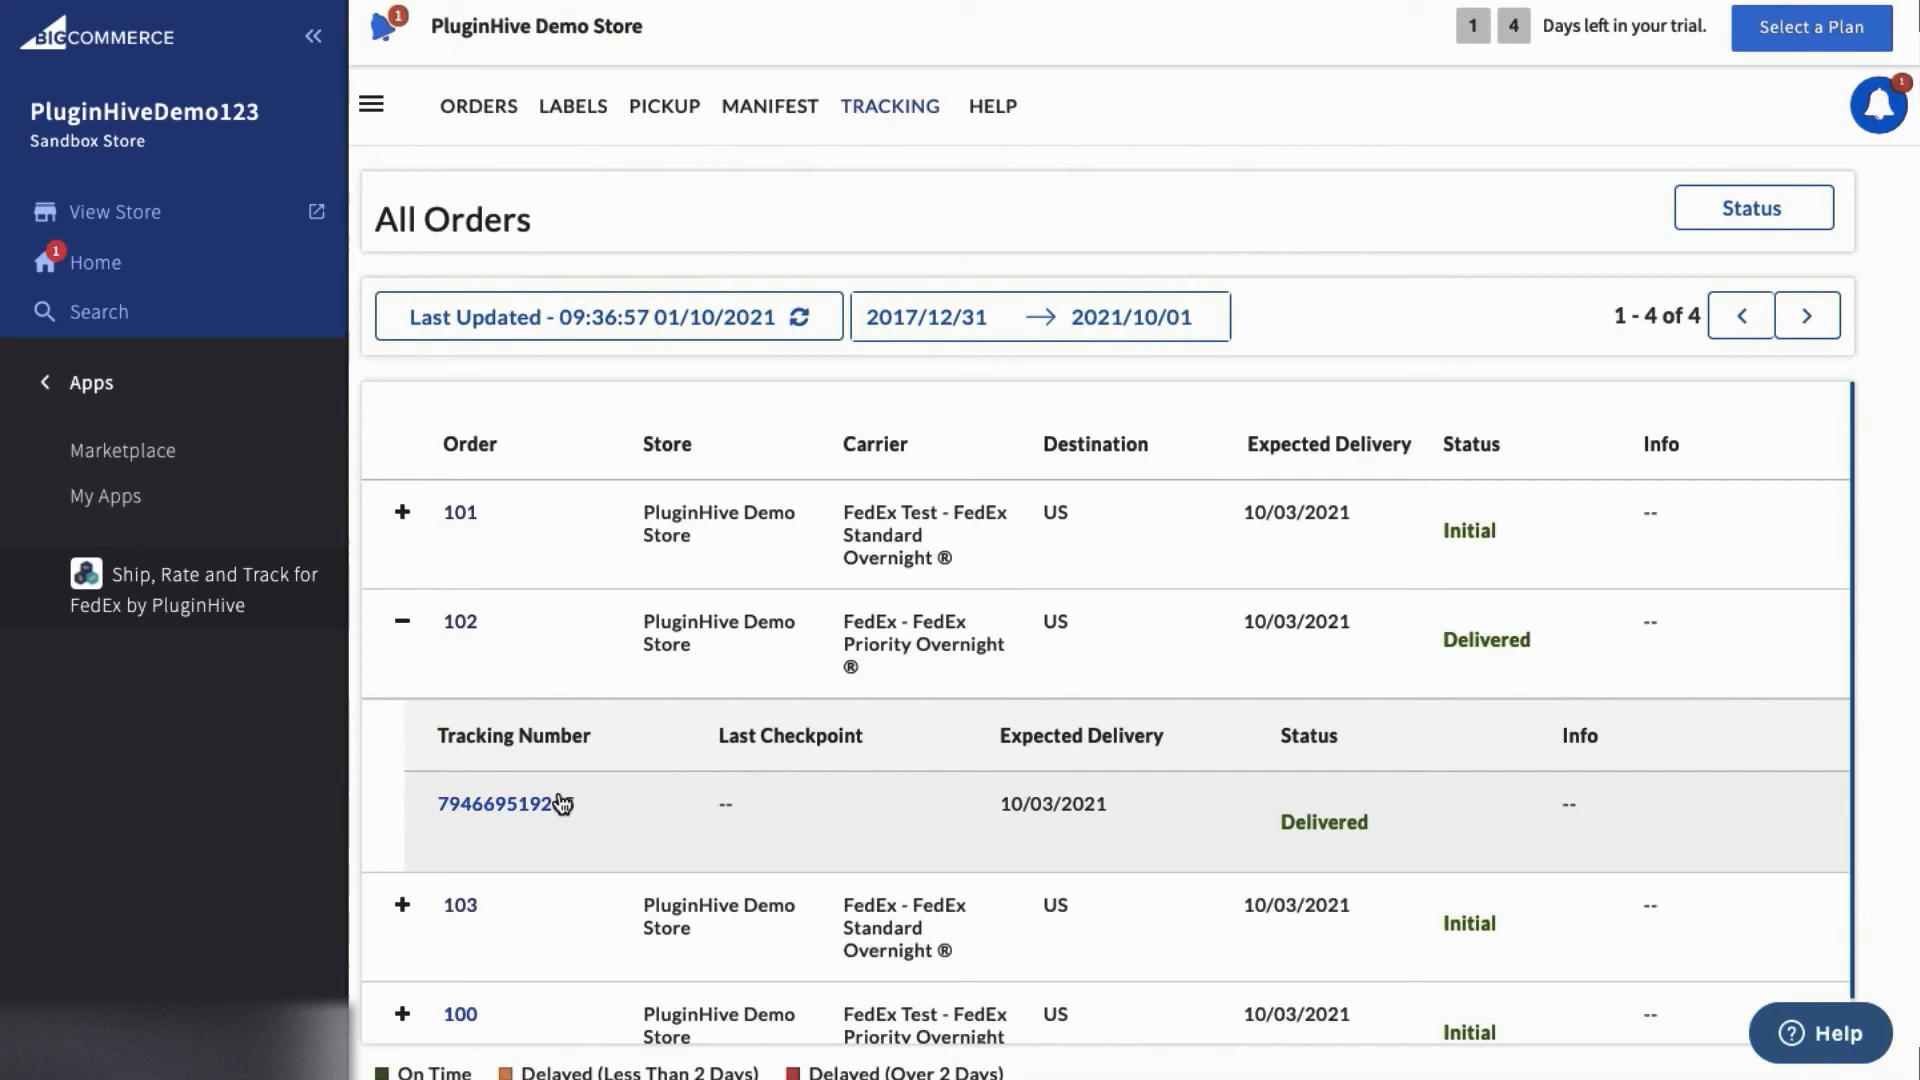 BIGCOMMERCE
PluginHiveDemo123
Sandbox Store
View Store
1
Home
Search
Apps
Marketplace
My Apps
Ship, Rate and Track for
FedEx by PluginHive
1
PluginHive Demo Store
1 4 Days left in your trial.
Select a Plan
ORDERS LABELS PICKUP MANIFEST TRACKING HELP
1
All Orders
Status
Last Updated - 09:36:57 01/10/2021
2017/12/31 → 2021/10/01
1 - 4 of 4
Order Store Carrier Destination Expected Delivery Status Info
101 PluginHive Demo Store FedEx Test - FedEx Standard Overnight ® US 10/03/2021 Initial --
102 PluginHive Demo Store FedEx - FedEx Priority Overnight ® US 10/03/2021 Delivered --
Tracking Number Last Checkpoint Expected Delivery Status Info
-- 10/03/2021 Delivered --
103 PluginHive Demo Store FedEx - FedEx Standard Overnight ® US 10/03/2021 Initial --
100 PluginHive Demo Store FedEx Test - FedEx Priority Overnight US 10/03/2021 Initial --
On Time Delayed (Less Than 2 Days) Delayed (Over 2 Days)
Help